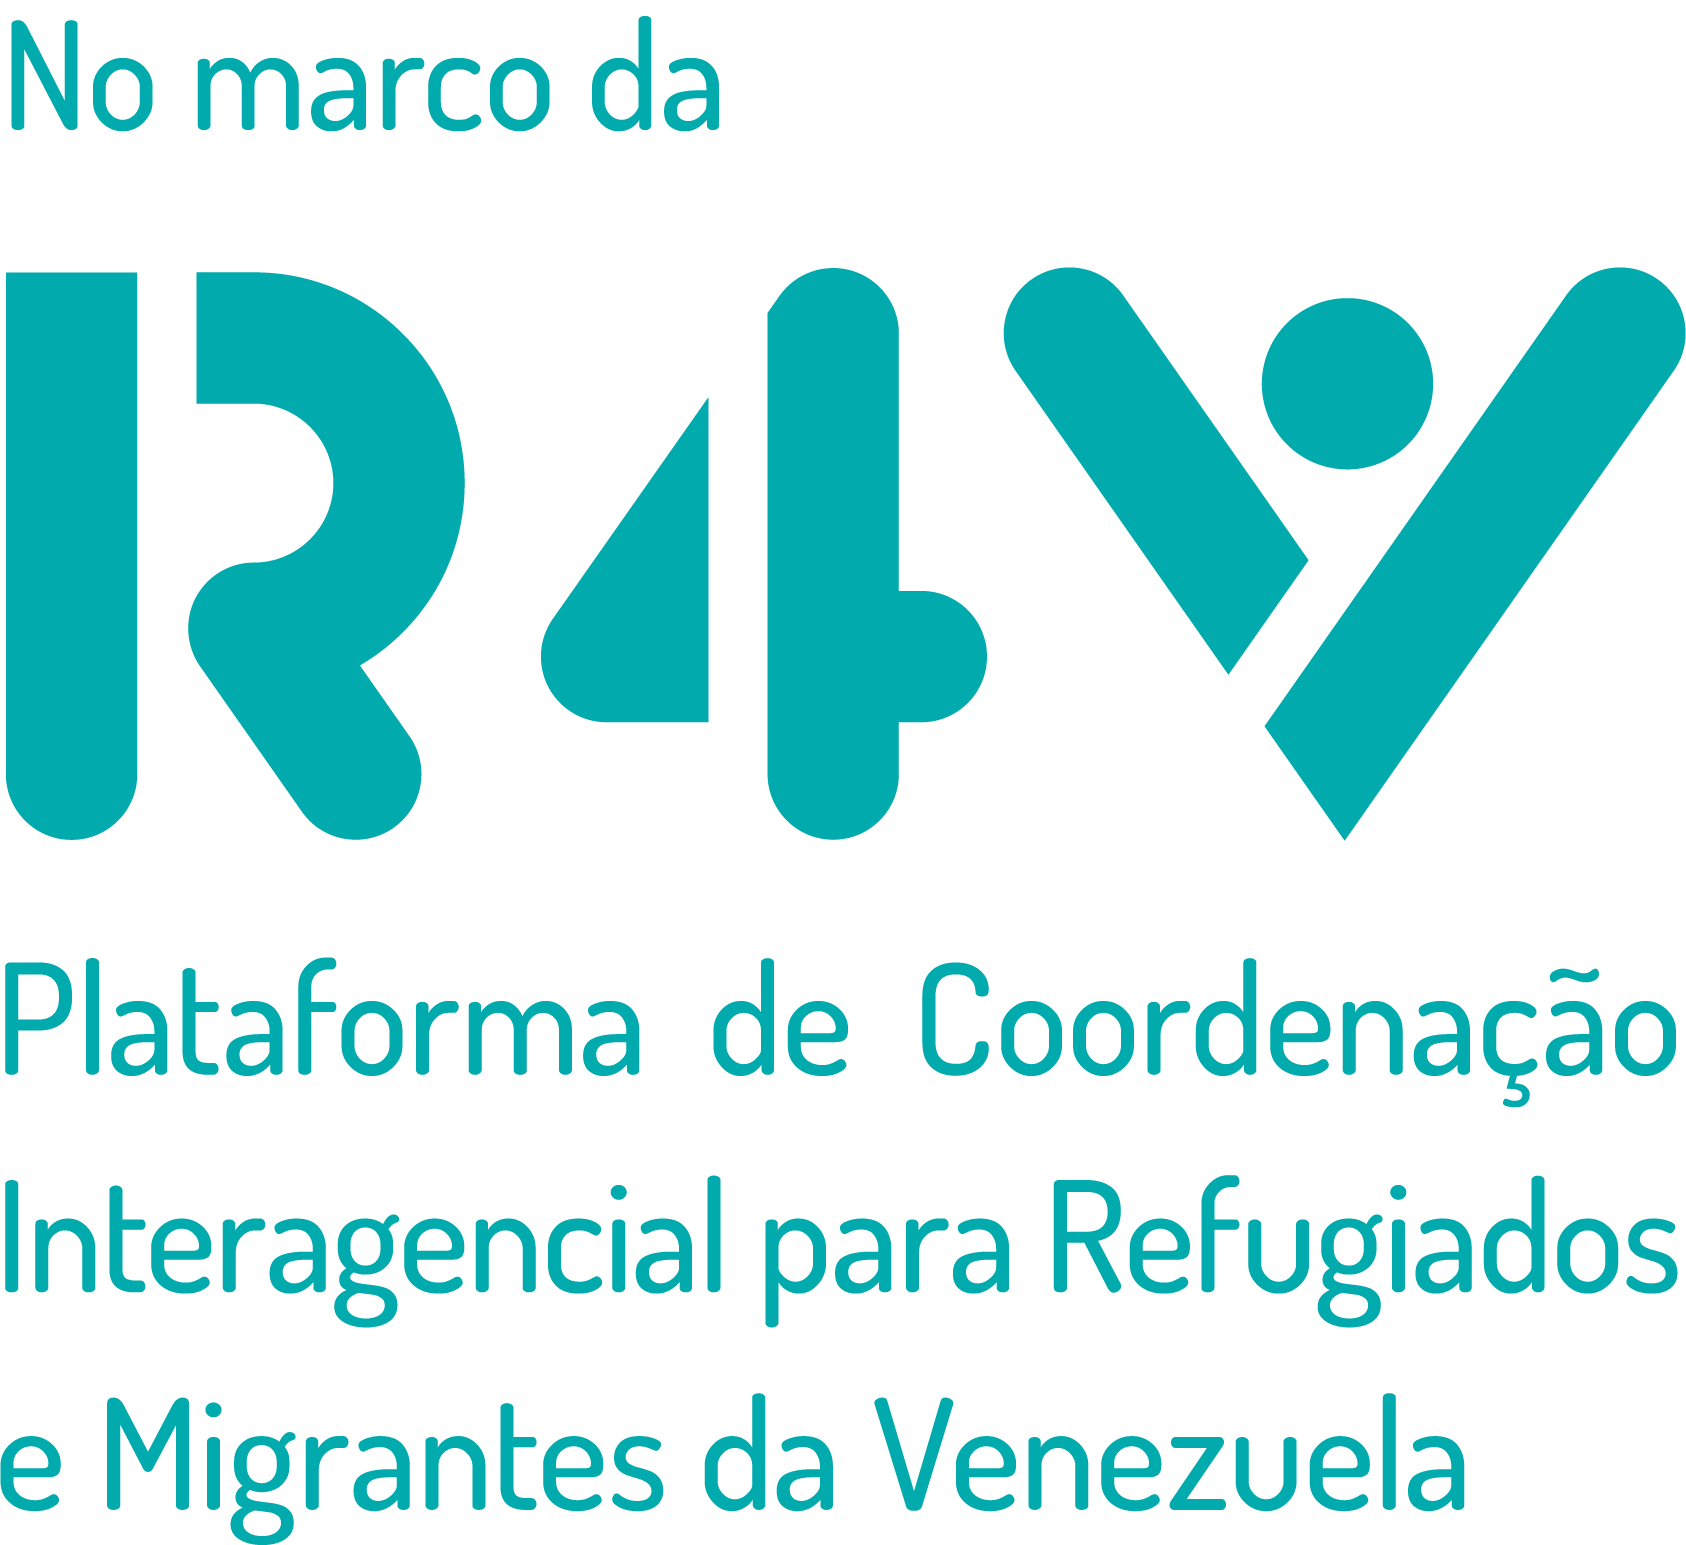 No marco da
R4V
Plataforma de Coordenação
Interagencial para Refugiados
e Migrantes da Venezuela